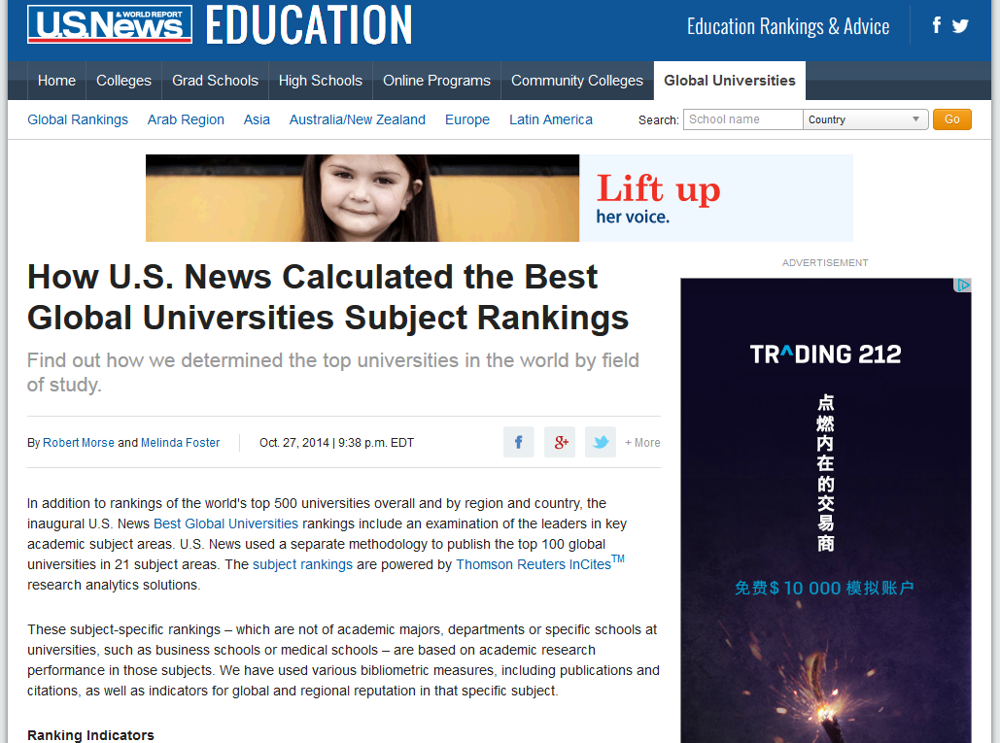 U.S.News & WORLD REPORT EDUCATION
Education Rankings & Advice
Home Colleges Grad Schools High Schools Online Programs Community Colleges Global Universities
Global Rankings Arab Region Asia Australia/New Zealand Europe Latin America Search: School name Country Go
Lift up
her voice.
How U.S. News Calculated the Best
Global Universities Subject Rankings
Find out how we determined the top universities in the world by field
of study.
By Robert Morse and Melinda Foster Oct. 27, 2014 | 9:38 p.m. EDT + More
In addition to rankings of the world's top 500 universities overall and by region and country, the
inaugural U.S. News Best Global Universities rankings include an examination of the leaders in key
academic subject areas. U.S. News used a separate methodology to publish the top 100 global
universities in 21 subject areas. The subject rankings are powered by Thomson Reuters InCites™
research analytics solutions.
These subject-specific rankings – which are not of academic majors, departments or specific schools at
universities, such as business schools or medical schools – are based on academic research
performance in those subjects. We have used various bibliometric measures, including publications and
citations, as well as indicators for global and regional reputation in that specific subject.
Ranking Indicators
ADVERTISEMENT
TRADING 212
点燃内在的交易商
免费$ 10 000 模拟账户